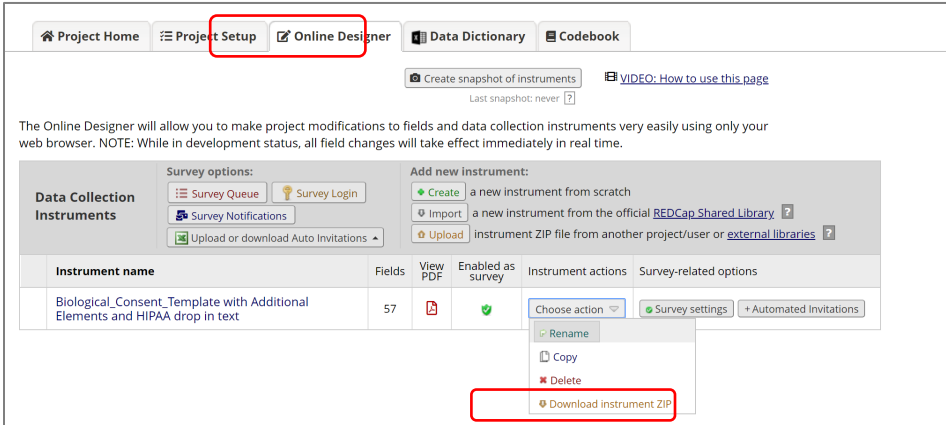 Project Home Project Setup Online Designer Data Dictionary Codebook
Create snapshot of instruments VIDEO: How to use this page
Last snapshot: never ?
The Online Designer will allow you to make project modifications to fields and data collection instruments very easily using only your
web browser. NOTE: While in development status, all field changes will take effect immediately in real time.
Data Collection
Instruments
Survey options:
Survey Queue Survey Login
Survey Notifications
Upload or download Auto Invitations
Add new instrument:
Create a new instrument from scratch
Import a new instrument from the official REDCap Shared Library ?
Upload instrument ZIP file from another project/user or external libraries ?
Instrument name Fields View PDF Enabled as survey Instrument actions Survey-related options
Biological_Consent_Template with Additional
Elements and HIPAA drop in text
57 Choose action Survey settings + Automated Invitations
Rename
Copy
Delete
Download instrument ZIP